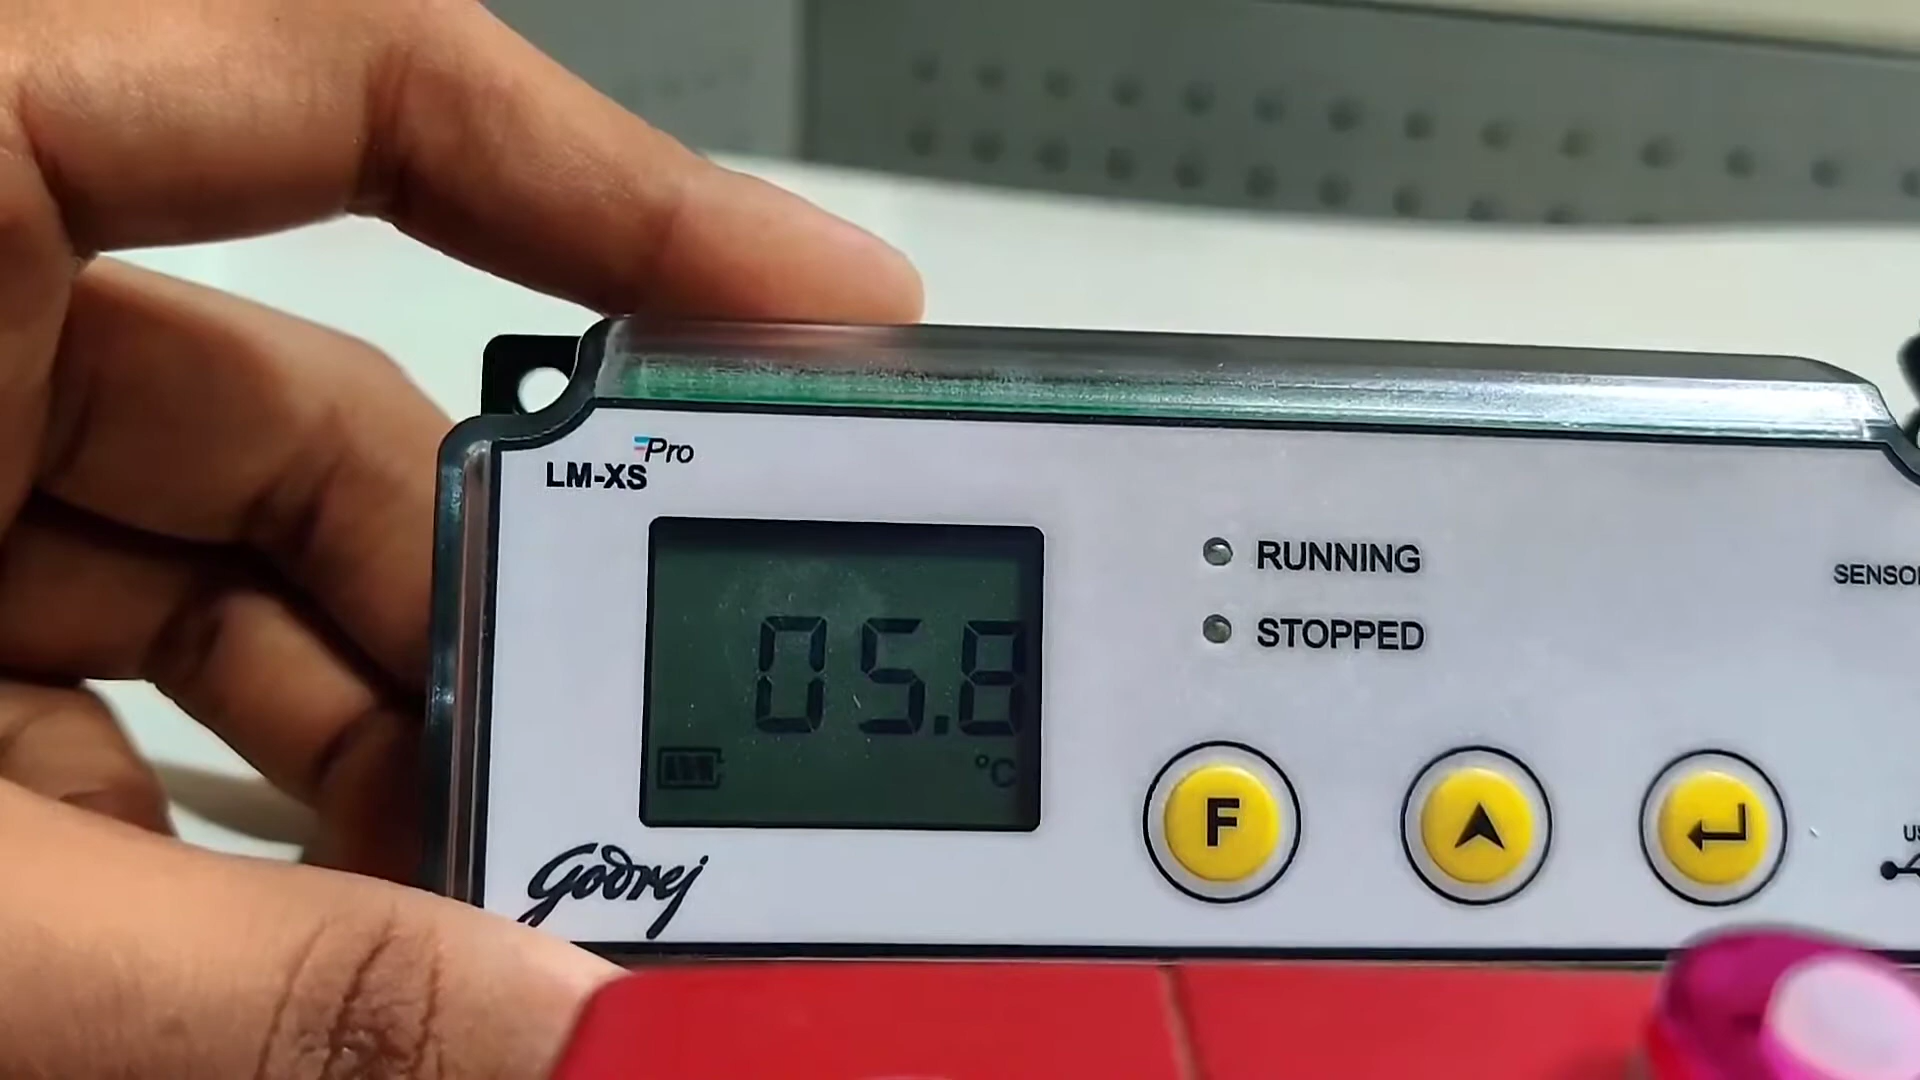 Pro
LM-XS
RUNNING
STOPPED
05.8
°C
F
Godrej